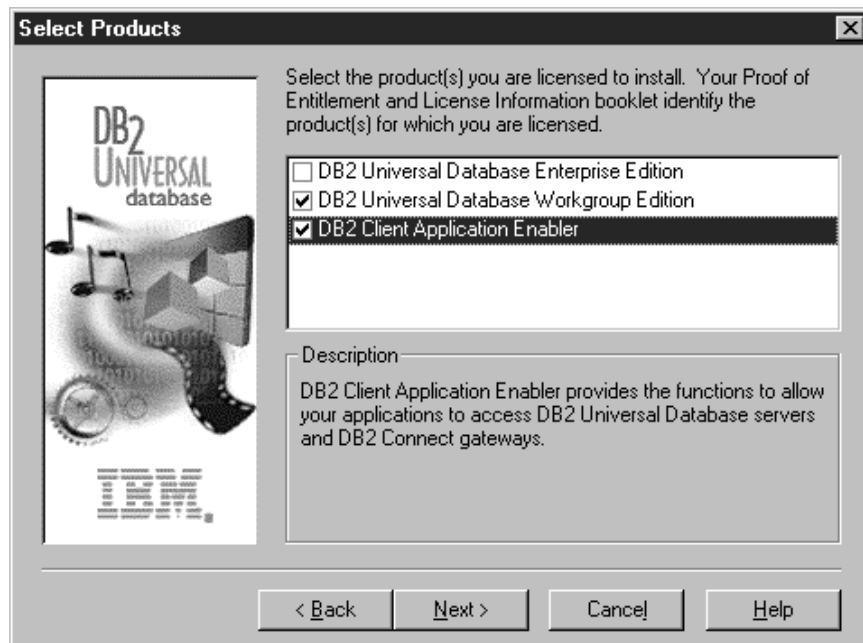 Select Products
Select the product(s) you are licensed to install. Your Proof of
Entitlement and License Information booklet identify the
product(s) for which you are licensed.
DB2
UNIVERSAL
database
DB2 Universal Database Enterprise Edition
DB2 Universal Database Workgroup Edition
DB2 Client Application Enabler
Description
DB2 Client Application Enabler provides the functions to allow
your applications to access DB2 Universal Database servers
and DB2 Connect gateways.
IBM
< Back
Next >
Cancel
Help